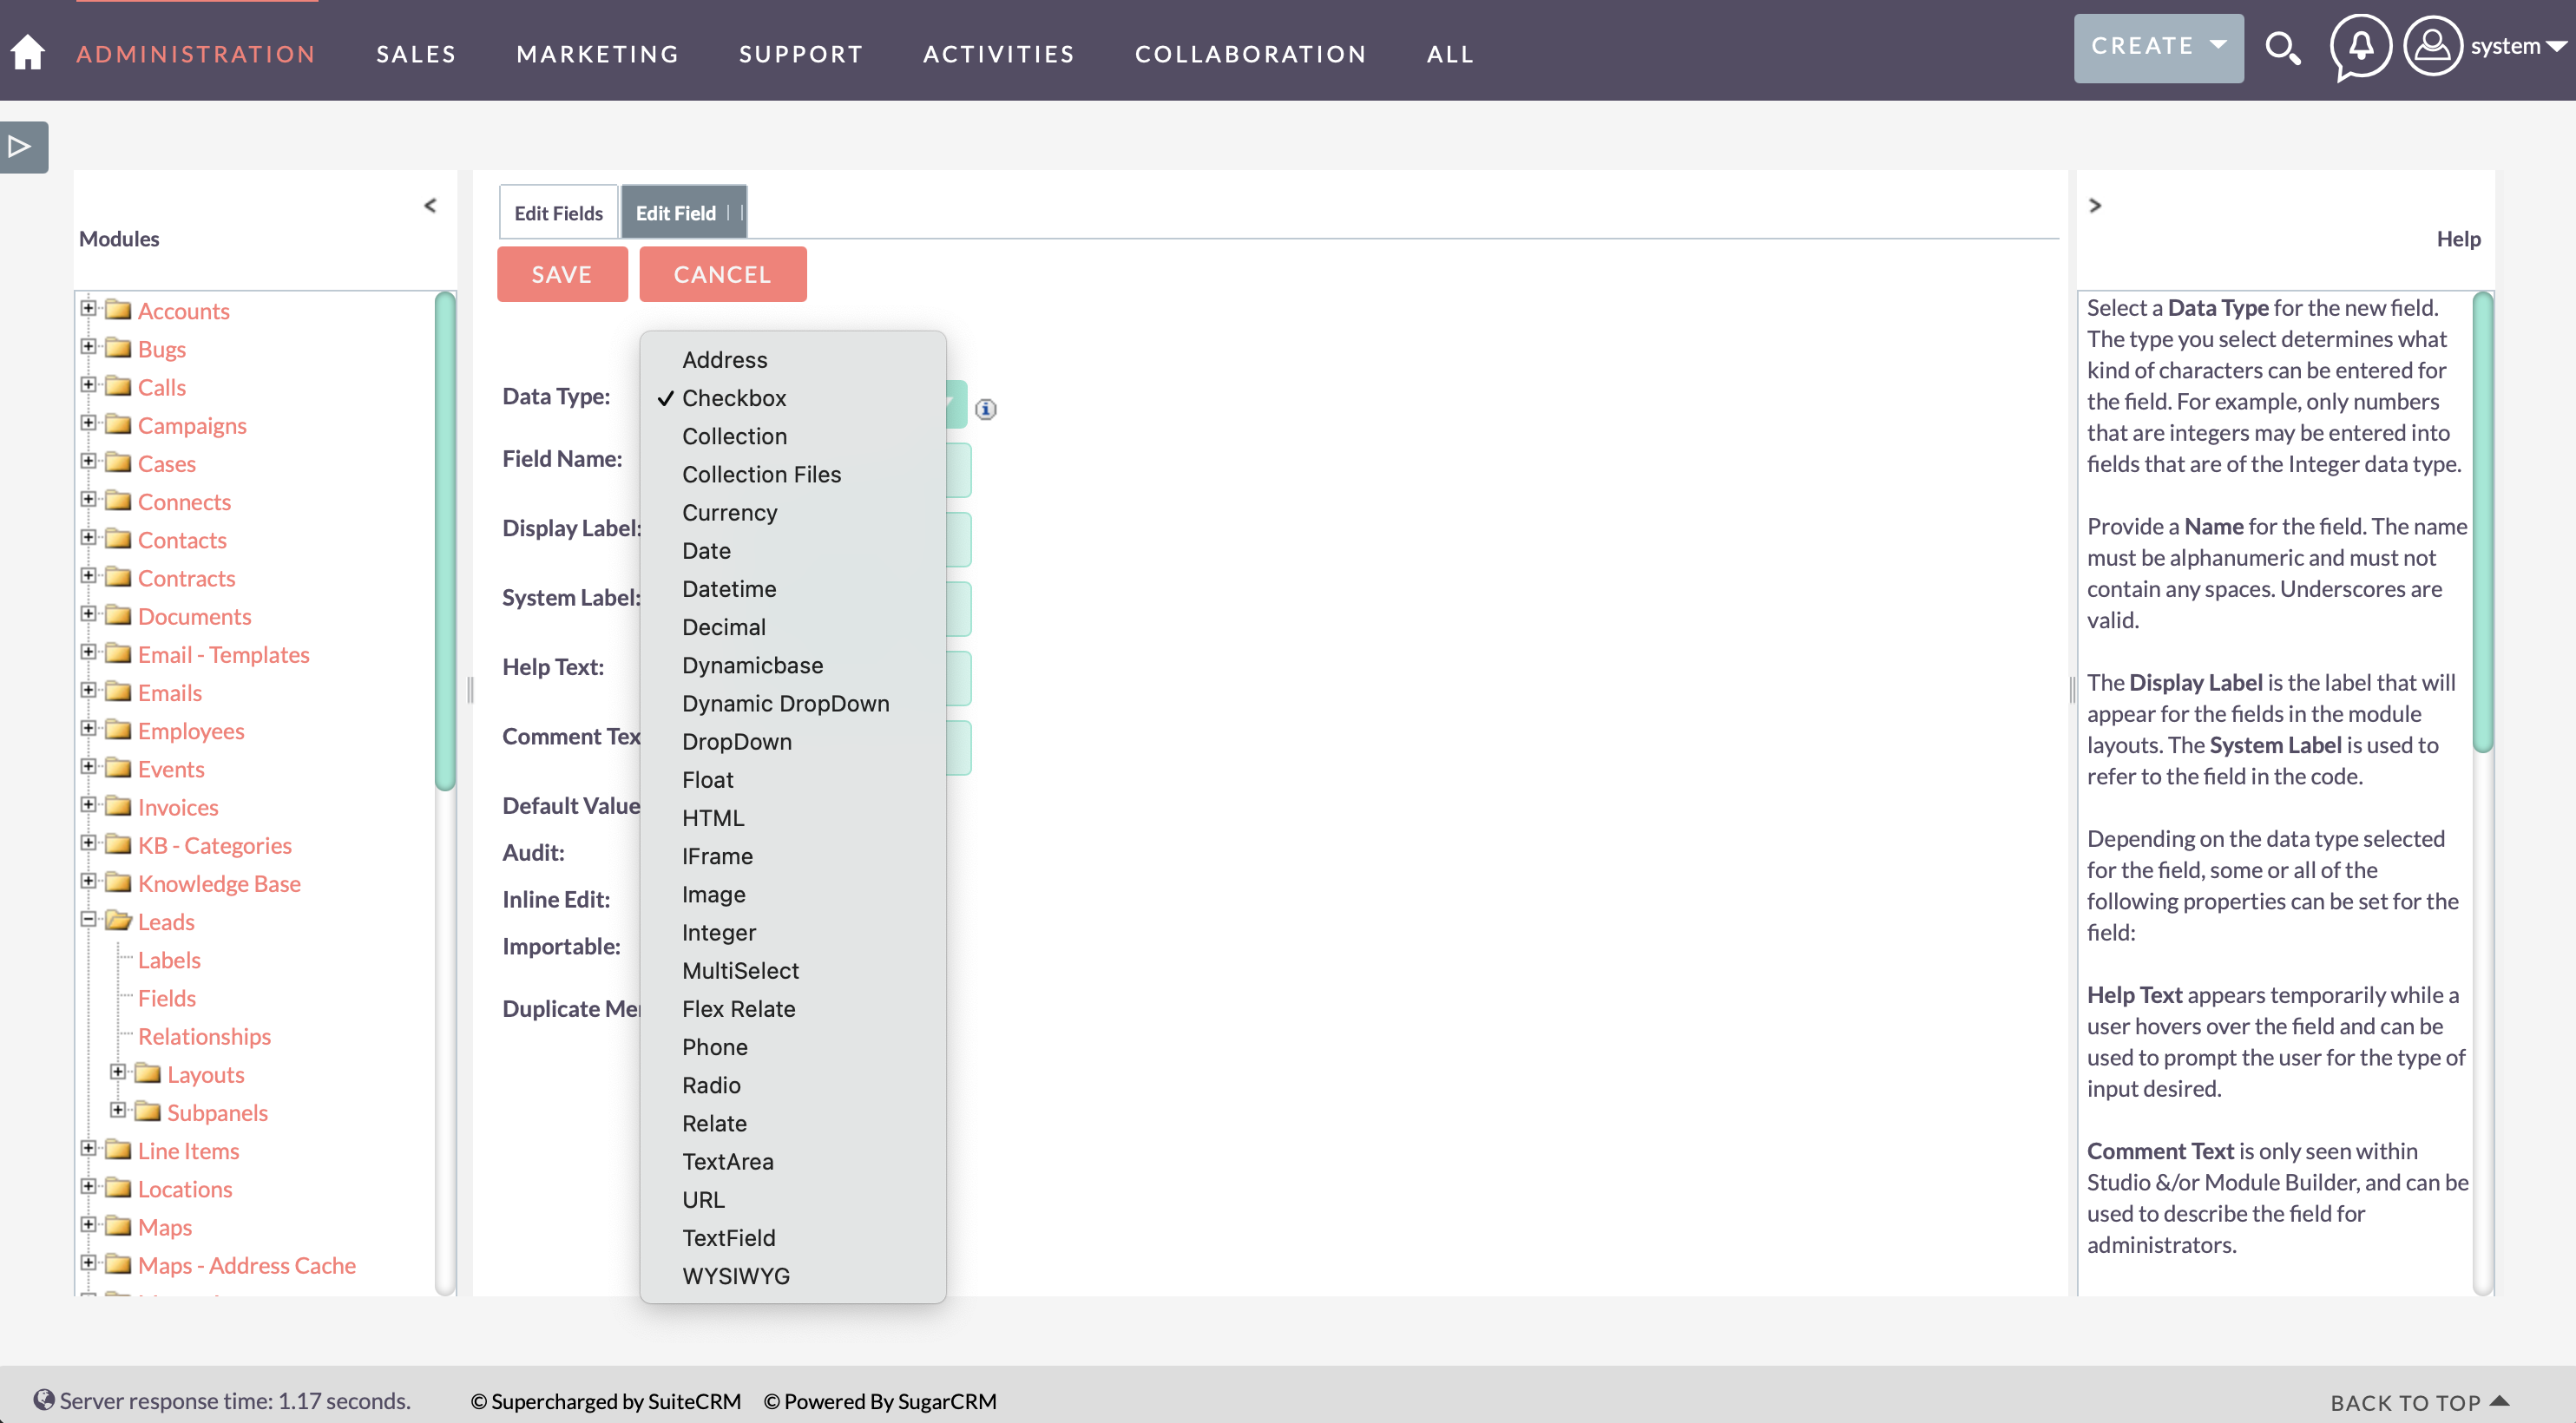 ADMINISTRATION
SALES
MARKETING
SUPPORT
ACTIVITIES
COLLABORATION
ALL
CREATE
system
Modules
Accounts
Bugs
Calls
Campaigns
Cases
Connects
Contacts
Contracts
Documents
Email - Templates
Emails
Employees
Events
Invoices
KB - Categories
Knowledge Base
Leads
Labels
Fields
Relationships
Layouts
Subpanels
Line Items
Locations
Maps
Maps - Address Cache
Edit Fields
Edit Field
SAVE
CANCEL
Data Type:
Field Name:
Display Label:
System Label:
Help Text:
Comment Tex
Default Value
Audit:
Inline Edit:
Importable:
Duplicate Me
Address
✓ Checkbox
Collection
Collection Files
Currency
Date
Datetime
Decimal
Dynamicbase
Dynamic DropDown
DropDown
Float
HTML
IFrame
Image
Integer
MultiSelect
Flex Relate
Phone
Radio
Relate
TextArea
URL
TextField
WYSIWYG
Help
Select a Data Type for the new field.
The type you select determines what
kind of characters can be entered for
the field. For example, only numbers
that are integers may be entered into
fields that are of the Integer data type.
Provide a Name for the field. The name
must be alphanumeric and must not
contain any spaces. Underscores are
valid.
The Display Label is the label that will
appear for the fields in the module
layouts. The System Label is used to
refer to the field in the code.
Depending on the data type selected
for the field, some or all of the
following properties can be set for the
field:
Help Text appears temporarily while a
user hovers over the field and can be
used to prompt the user for the type of
input desired.
Comment Text is only seen within
Studio &/or Module Builder, and can be
used to describe the field for
administrators.
Server response time: 1.17 seconds.
© Supercharged by SuiteCRM
© Powered By SugarCRM
BACK TO TOP